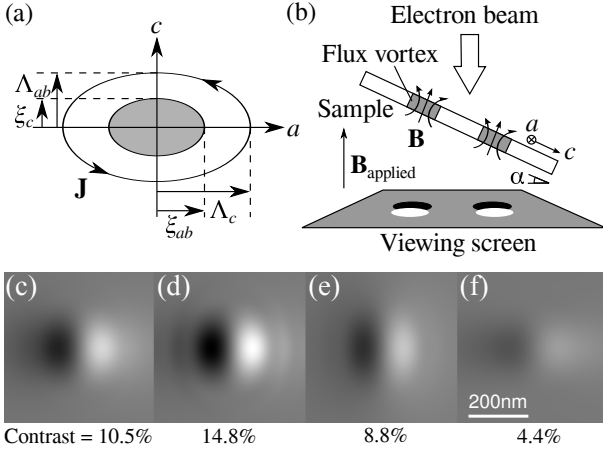 (a)
c
Λab
ξc
a
J
Λc
ξab
(b)
Electron beam
Flux vortex
Sample
B
a
c
Bapplied
α
Viewing screen
(c) (d) (e) (f)
200nm
Contrast = 10.5% 14.8% 8.8% 4.4%